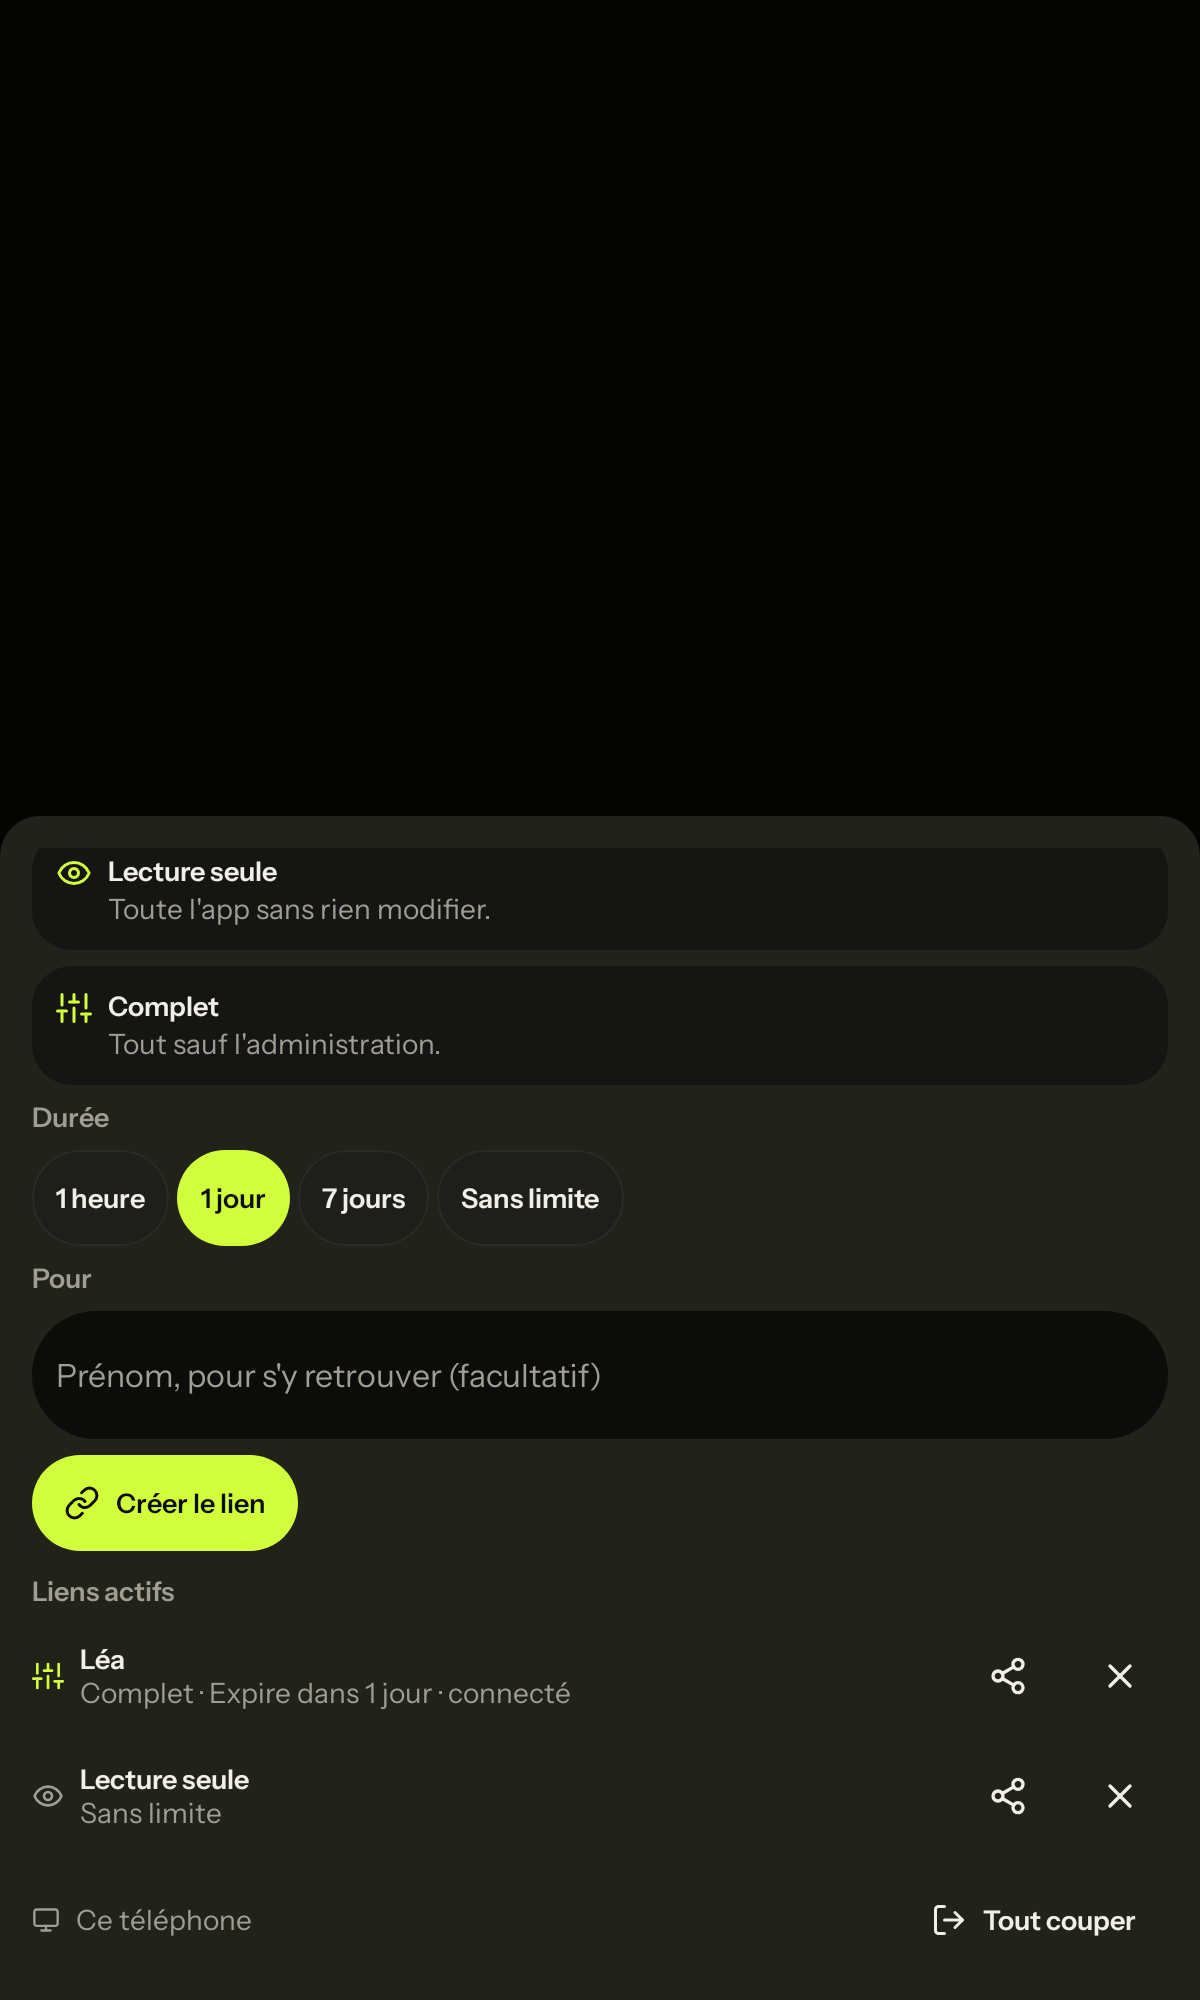 Lecture seule
Toute l'app sans rien modifier.
Complet
Tout sauf l'administration.
Durée
1 heure 1 jour 7 jours Sans limite
Pour
Prénom, pour s'y retrouver (facultatif)
Créer le lien
Liens actifs
Léa
Complet · Expire dans 1 jour · connecté
Lecture seule
Sans limite
Ce téléphone Tout couper